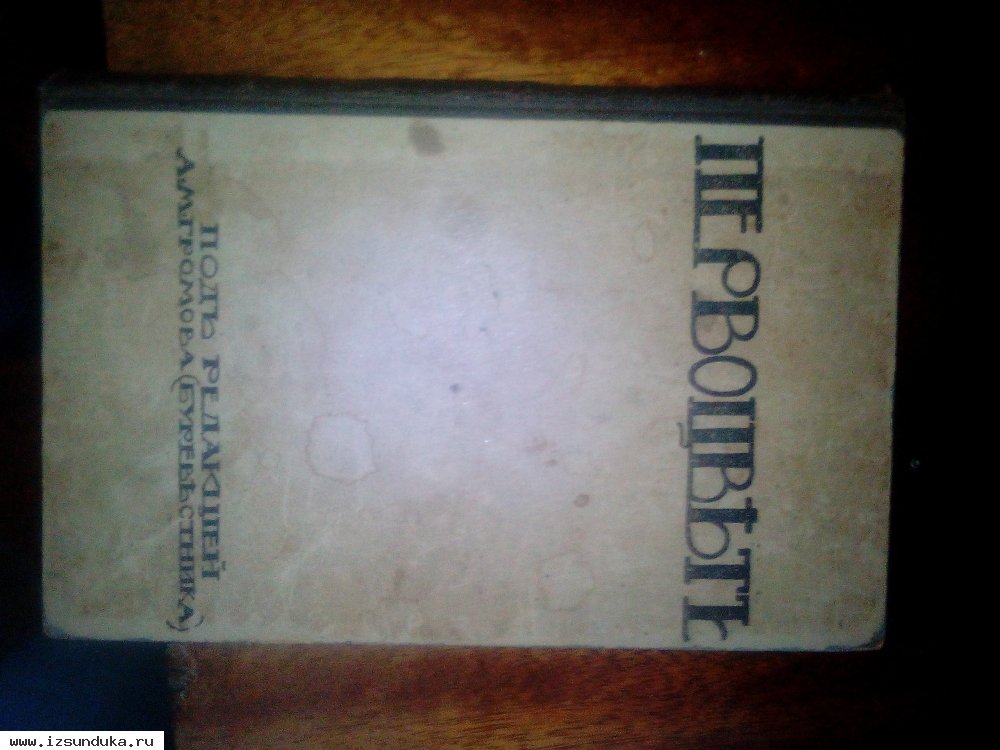 ПЕРВОЦВѢТЪ
ПОДЪ РЕДАКЦІЕЙ
А.М.ГРОМОВА (БУРЕВѢСТНИКА)
www.izsunduka.ru